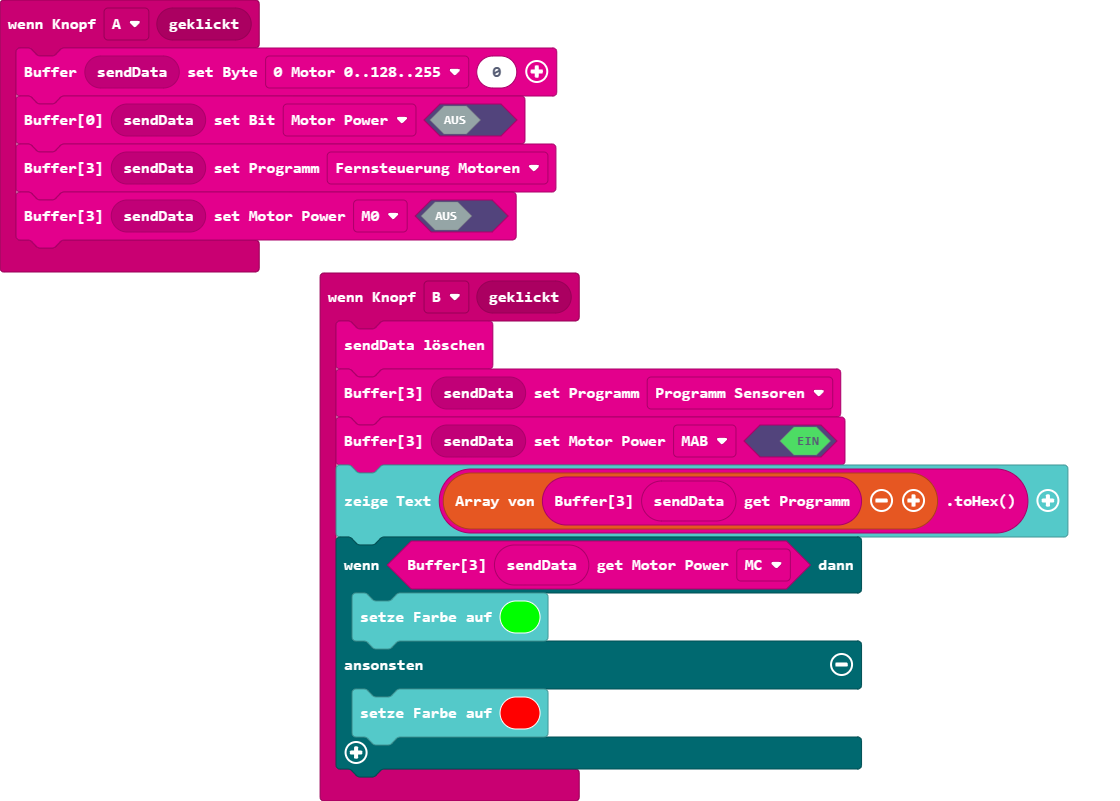 wenn Knopf A geklickt
Buffer sendData set Byte 0 Motor 0..128..255 0
Buffer[0] sendData set Bit Motor Power AUS
Buffer[3] sendData set Programm Fernsteuerung Motoren
Buffer[3] sendData set Motor Power M0 AUS
wenn Knopf B geklickt
sendData löschen
Buffer[3] sendData set Programm Programm Sensoren
Buffer[3] sendData set Motor Power MAB EIN
zeige Text Array von Buffer[3] sendData get Programm .toHex()
wenn Buffer[3] sendData get Motor Power MC dann
setze Farbe auf
ansonsten
setze Farbe auf